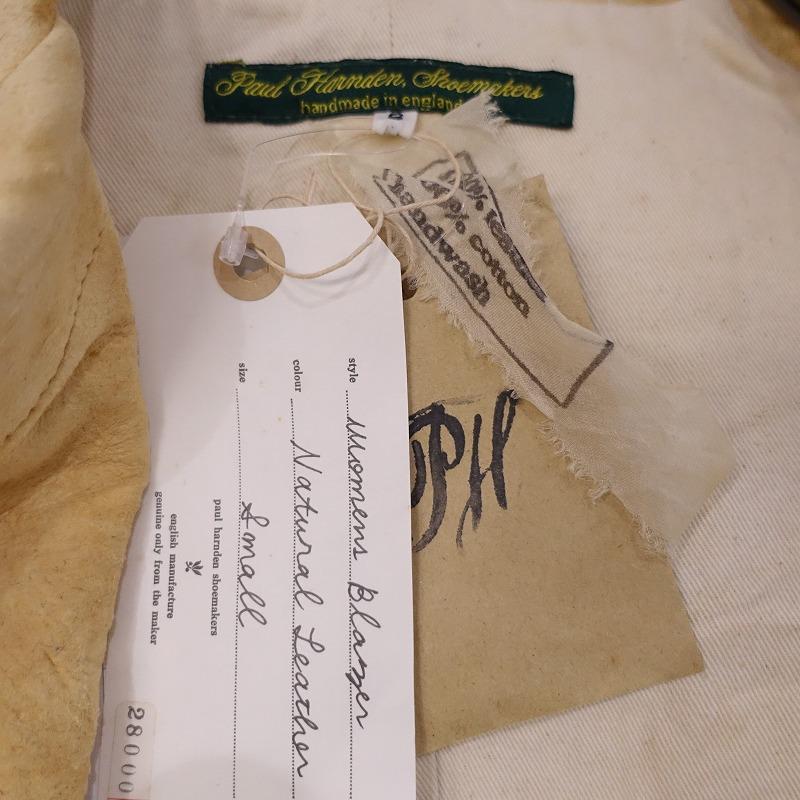 Paul Harnden, Shoemakers
handmade in england
cotton
handwash
PH
style Womens Blazer
colour Natural Leather
size Small
paul harnden shoemakers
english manufacture
genuine only from the maker
28000